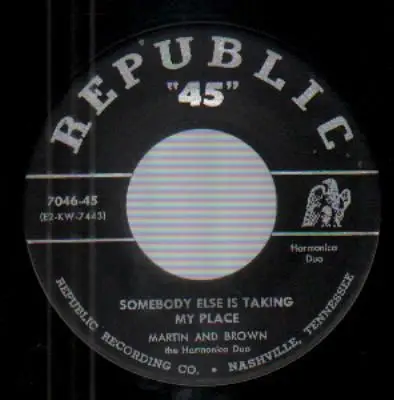 REPUBLIC
"45"
7046-45
(E2-KW-7443)
Harmonica
Duo
SOMEBODY ELSE IS TAKING
MY PLACE
MARTIN AND BROWN
the Harmonica Duo
REPUBLIC RECORDING CO. • NASHVILLE, TENNESSEE